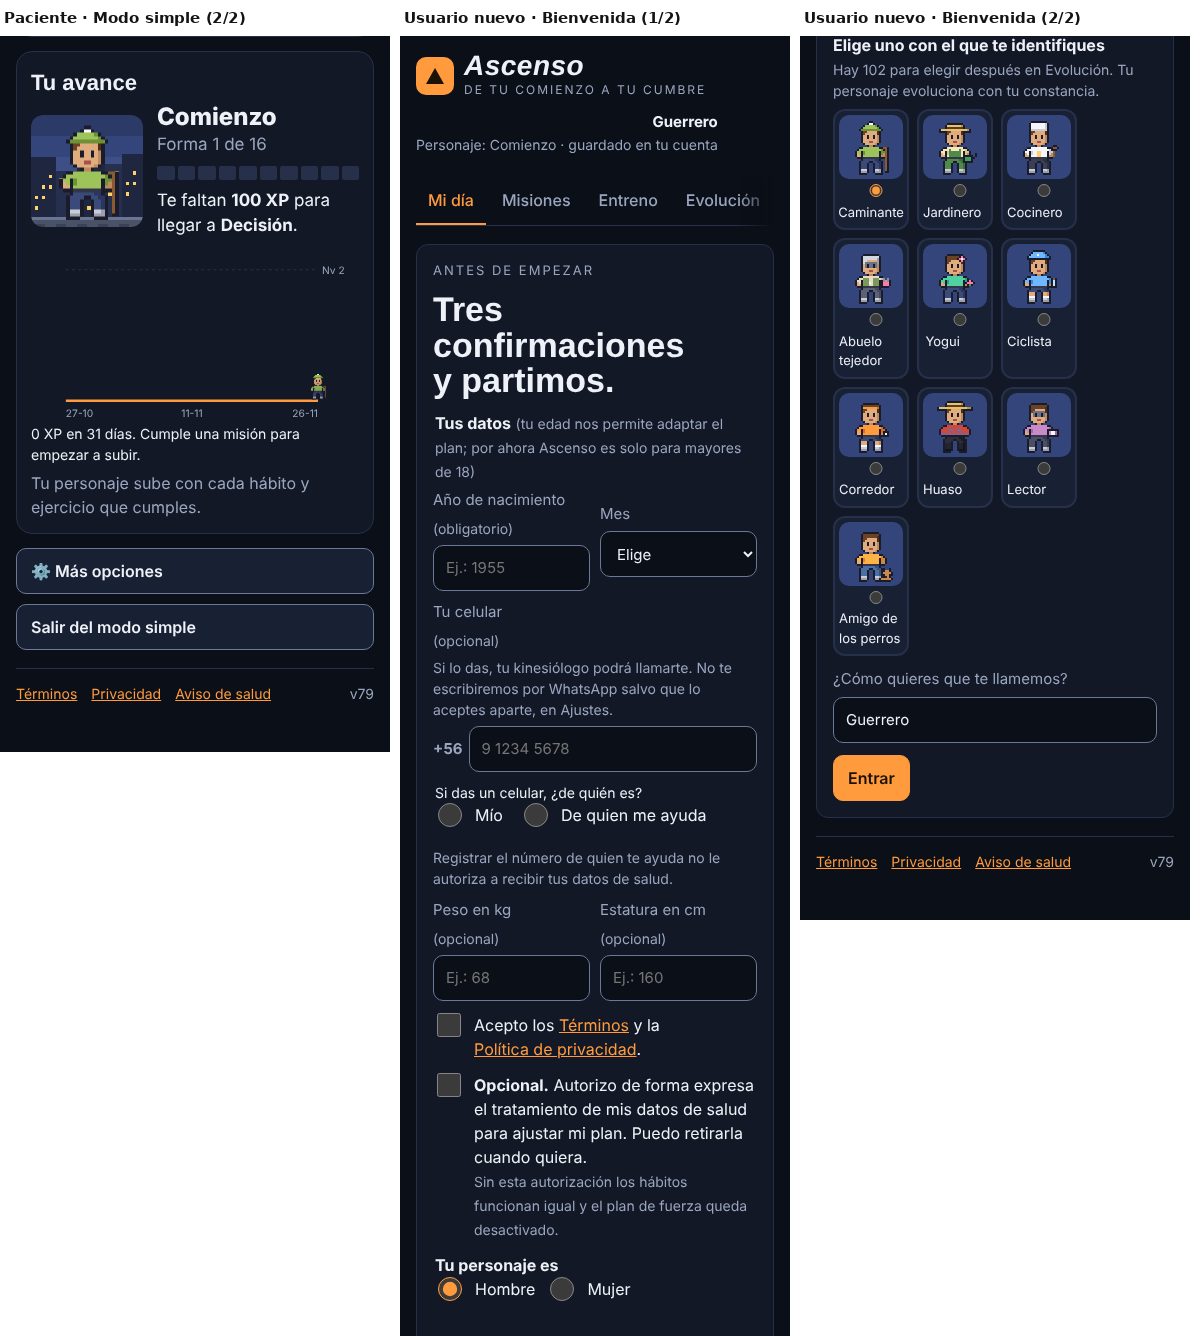 Paciente · Modo simple (2/2)
Tu avance
Comienzo
Forma 1 de 16
Te faltan 100 XP para
llegar a Decisión.
Nv 2
27-10
11-11
26-11
0 XP en 31 días. Cumple una misión para
empezar a subir.
Tu personaje sube con cada hábito y
ejercicio que cumples.
⚙️ Más opciones
Salir del modo simple
Términos Privacidad Aviso de salud v79
Usuario nuevo · Bienvenida (1/2)
Ascenso
DE TU COMIENZO A TU CUMBRE
Guerrero
Personaje: Comienzo · guardado en tu cuenta
Mi día Misiones Entreno Evolución
ANTES DE EMPEZAR
Tres
confirmaciones
y partimos.
Tus datos (tu edad nos permite adaptar el
plan; por ahora Ascenso es solo para mayores
de 18)
Año de nacimiento
(obligatorio)
Ej.: 1955
Mes
Elige
Tu celular
(opcional)
Si lo das, tu kinesiólogo podrá llamarte. No te
escribiremos por WhatsApp salvo que lo
aceptes aparte, en Ajustes.
+56 9 1234 5678
Si das un celular, ¿de quién es?
Mío De quien me ayuda
Registrar el número de quien te ayuda no le
autoriza a recibir tus datos de salud.
Peso en kg
(opcional)
Ej.: 68
Estatura en cm
(opcional)
Ej.: 160
Acepto los Términos y la
Política de privacidad.
Opcional. Autorizo de forma expresa
el tratamiento de mis datos de salud
para ajustar mi plan. Puedo retirarla
cuando quiera.
Sin esta autorización los hábitos
funcionan igual y el plan de fuerza queda
desactivado.
Tu personaje es
Hombre Mujer
Usuario nuevo · Bienvenida (2/2)
Elige uno con el que te identifiques
Hay 102 para elegir después en Evolución. Tu
personaje evoluciona con tu constancia.
Caminante
Jardinero
Cocinero
Abuelo
tejedor
Yogui
Ciclista
Corredor
Huaso
Lector
Amigo de
los perros
¿Cómo quieres que te llamemos?
Guerrero
Entrar
Términos Privacidad Aviso de salud v79